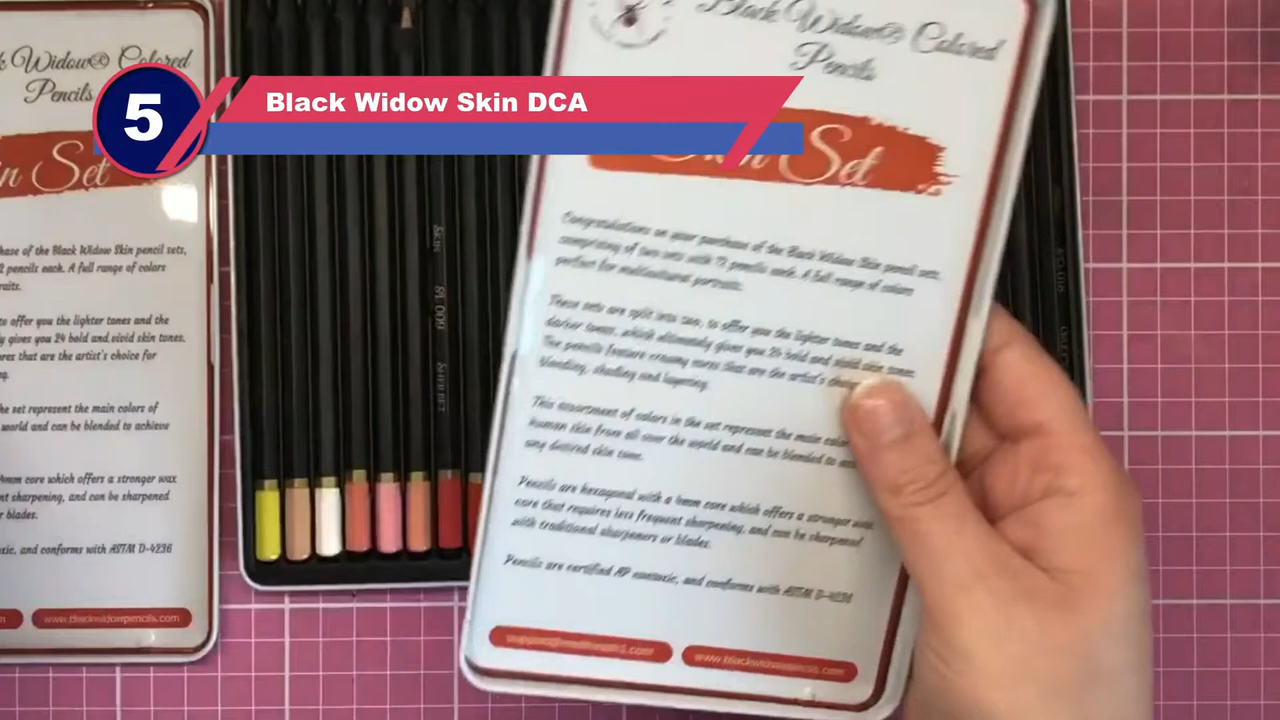 5
Black Widow Skin DCA
k Widow® Colored
Pencils
n Set
hase of the Black Widow Skin pencil sets,
2 pencils each. A full range of colors
raits.
to offer you the lighter tones and the
y gives you 24 bold and vivid skin tones.
ores that are the artist's choice for
g.
he set represent the main colors of
world and can be blended to achieve
4mm core which offers a stronger wax
nt sharpening, and can be sharpened
r blades.
xic, and conforms with ASTM D-4236
www.blackwidowpencils.com
Black Widow® Colored
Pencils
Skin Set
Congratulations on your purchase of the Black Widow Skin pencil sets,
comprising of two sets with 12 pencils each. A full range of colors
perfect for multicultural portraits.
These sets are split into two, to offer you the lighter tones and the
darker tones, which ultimately gives you 24 bold and vivid skin tones.
The pencils feature creamy cores that are the artist's
blending, shading and layering.
This assortment of colors in the set represent the main
human skin from all over the world and can be blended to
any desired skin tone.
Pencils are hexagonal with a 4mm core which offers a stronger wax
core that requires less frequent sharpening, and can be sharpened
with traditional sharpeners or blades.
Pencils are certified AP nontoxic, and conforms with ASTM D-4236
www.blackwidowpencils.com
SL 009